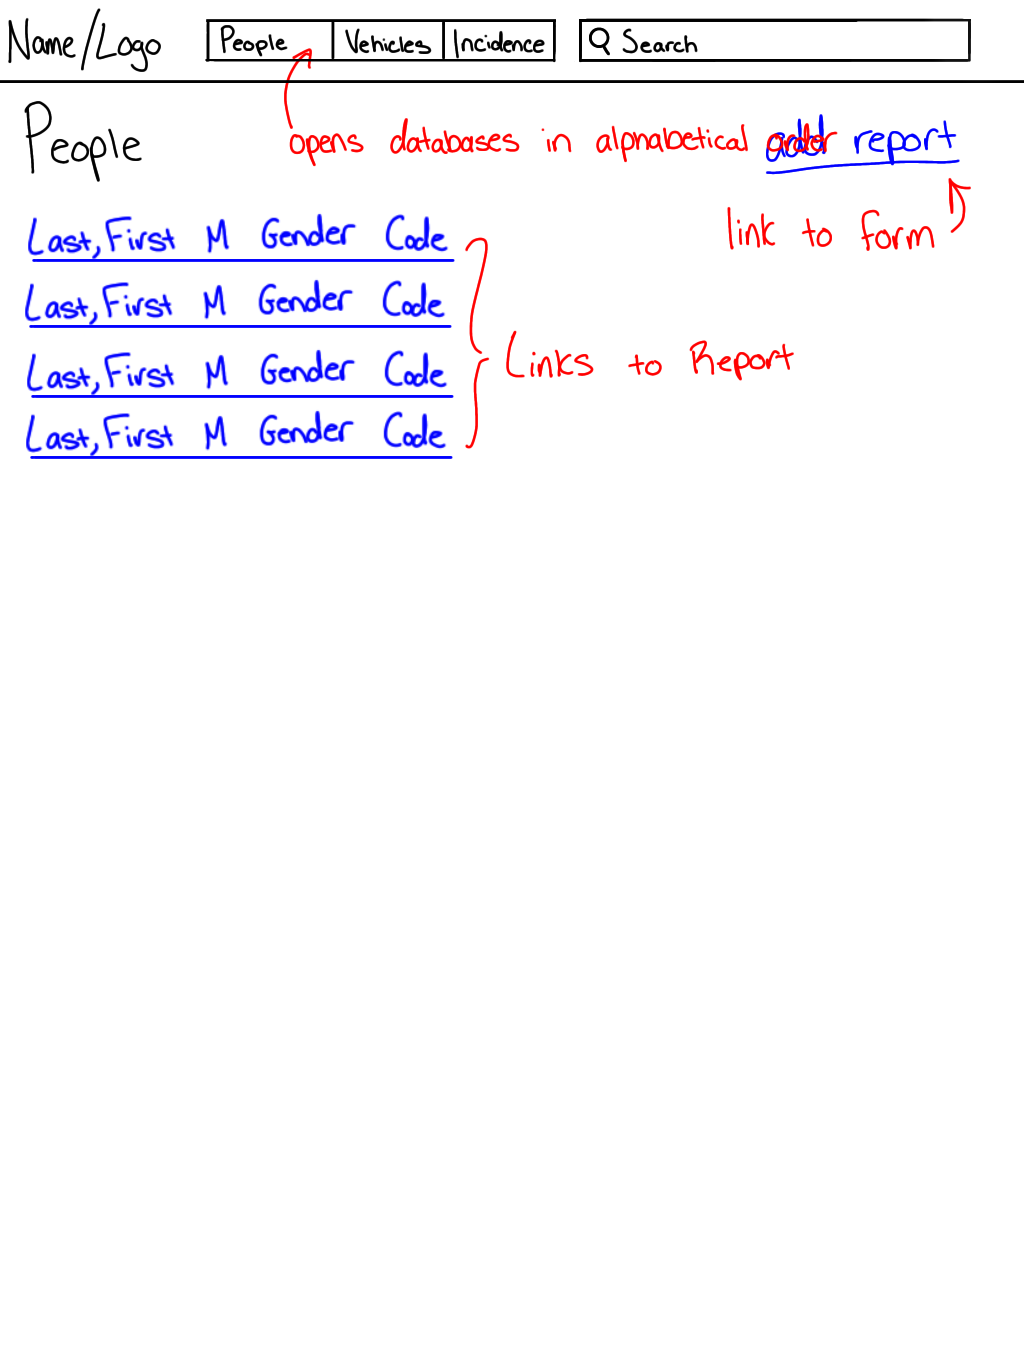 Name/Logo People Vehicles Incidence Search
People
opens databases in alphabetical order
add report
link to form
Last, First M Gender Code
Last, First M Gender Code
Links to Report
Last, First M Gender Code
Last, First M Gender Code